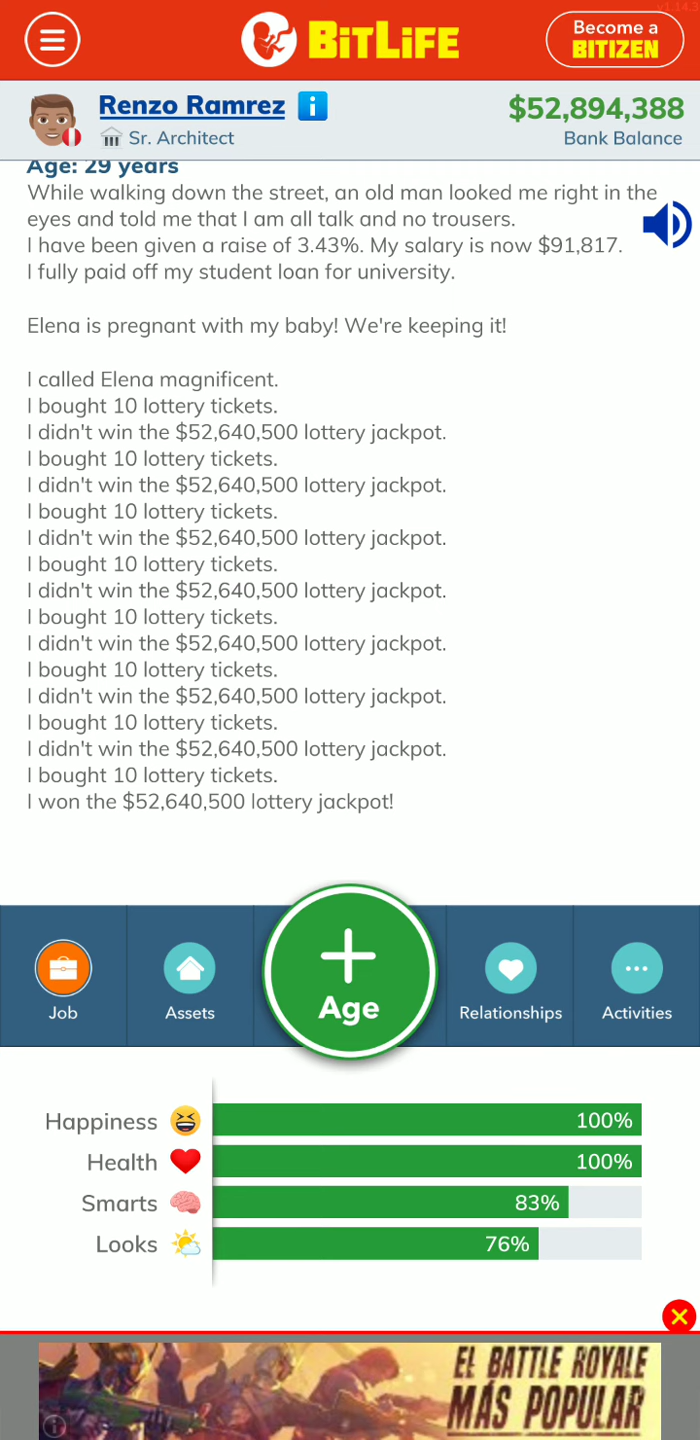 v1.14.3
BiTLiFE
Become a
BITIZEN
Renzo Ramrez i
$52,894,388
Sr. Architect
Bank Balance
Age: 29 years
While walking down the street, an old man looked me right in the
eyes and told me that I am all talk and no trousers.
I have been given a raise of 3.43%. My salary is now $91,817.
I fully paid off my student loan for university.
Elena is pregnant with my baby! We're keeping it!
I called Elena magnificent.
I bought 10 lottery tickets.
I didn't win the $52,640,500 lottery jackpot.
I bought 10 lottery tickets.
I didn't win the $52,640,500 lottery jackpot.
I bought 10 lottery tickets.
I didn't win the $52,640,500 lottery jackpot.
I bought 10 lottery tickets.
I didn't win the $52,640,500 lottery jackpot.
I bought 10 lottery tickets.
I didn't win the $52,640,500 lottery jackpot.
I bought 10 lottery tickets.
I didn't win the $52,640,500 lottery jackpot.
I bought 10 lottery tickets.
I didn't win the $52,640,500 lottery jackpot.
I bought 10 lottery tickets.
I won the $52,640,500 lottery jackpot!
Job
Assets
Age
Relationships
Activities
Happiness 100%
Health 100%
Smarts 83%
Looks 76%
EL BATTLE ROYALE
MÁS POPULAR